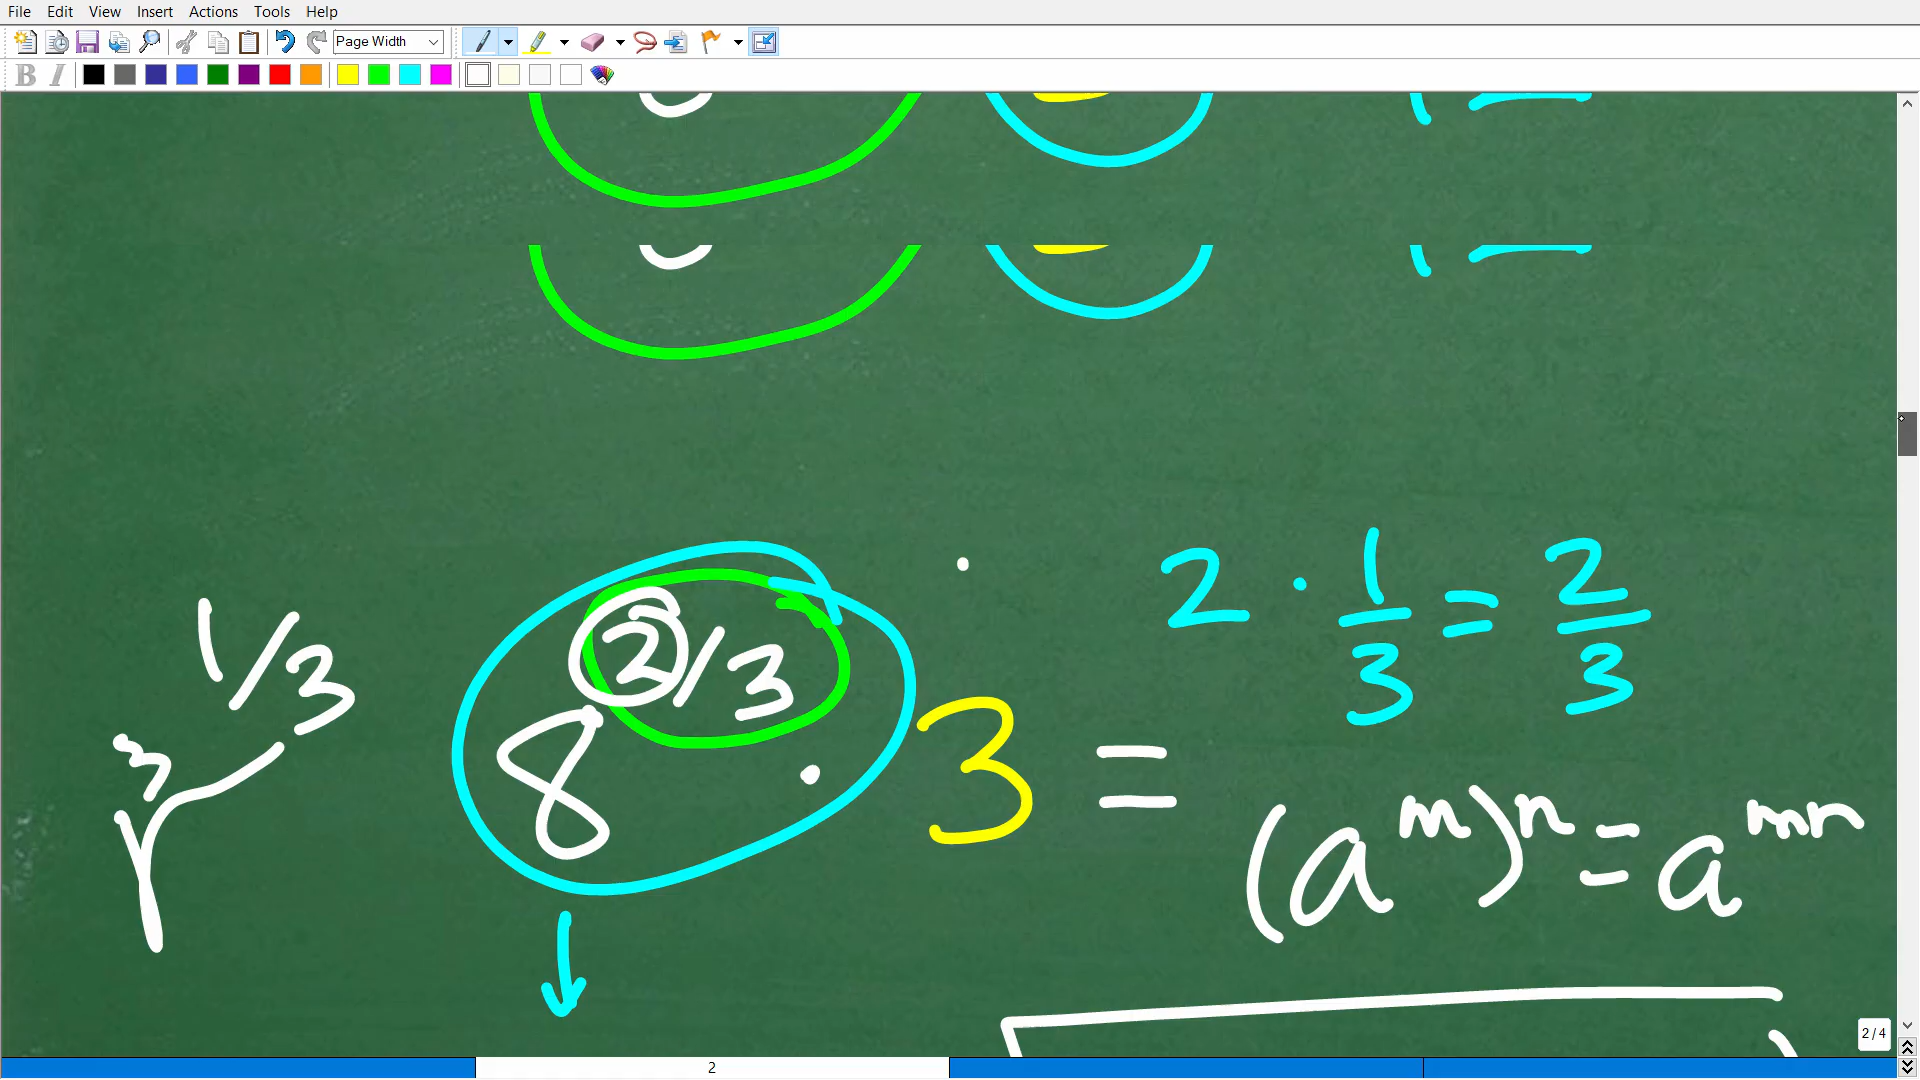 File Edit View Insert Actions Tools Help
Page Width
B I
2 · 1/3 = 2/3
1/3
8^2/3 · 3 =
3
(a^m)^n = a^mn
2 / 4
2